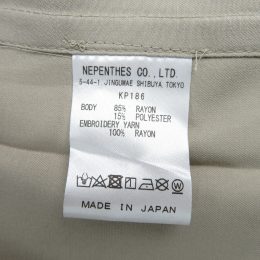 NEPENTHES CO., LTD.
5-44-1, JINGUMAE SHIBUYA, TOKYO
KP186
BODY 85% RAYON
15% POLYESTER
EMBROIDERY YARN
100% RAYON
MADE IN JAPAN